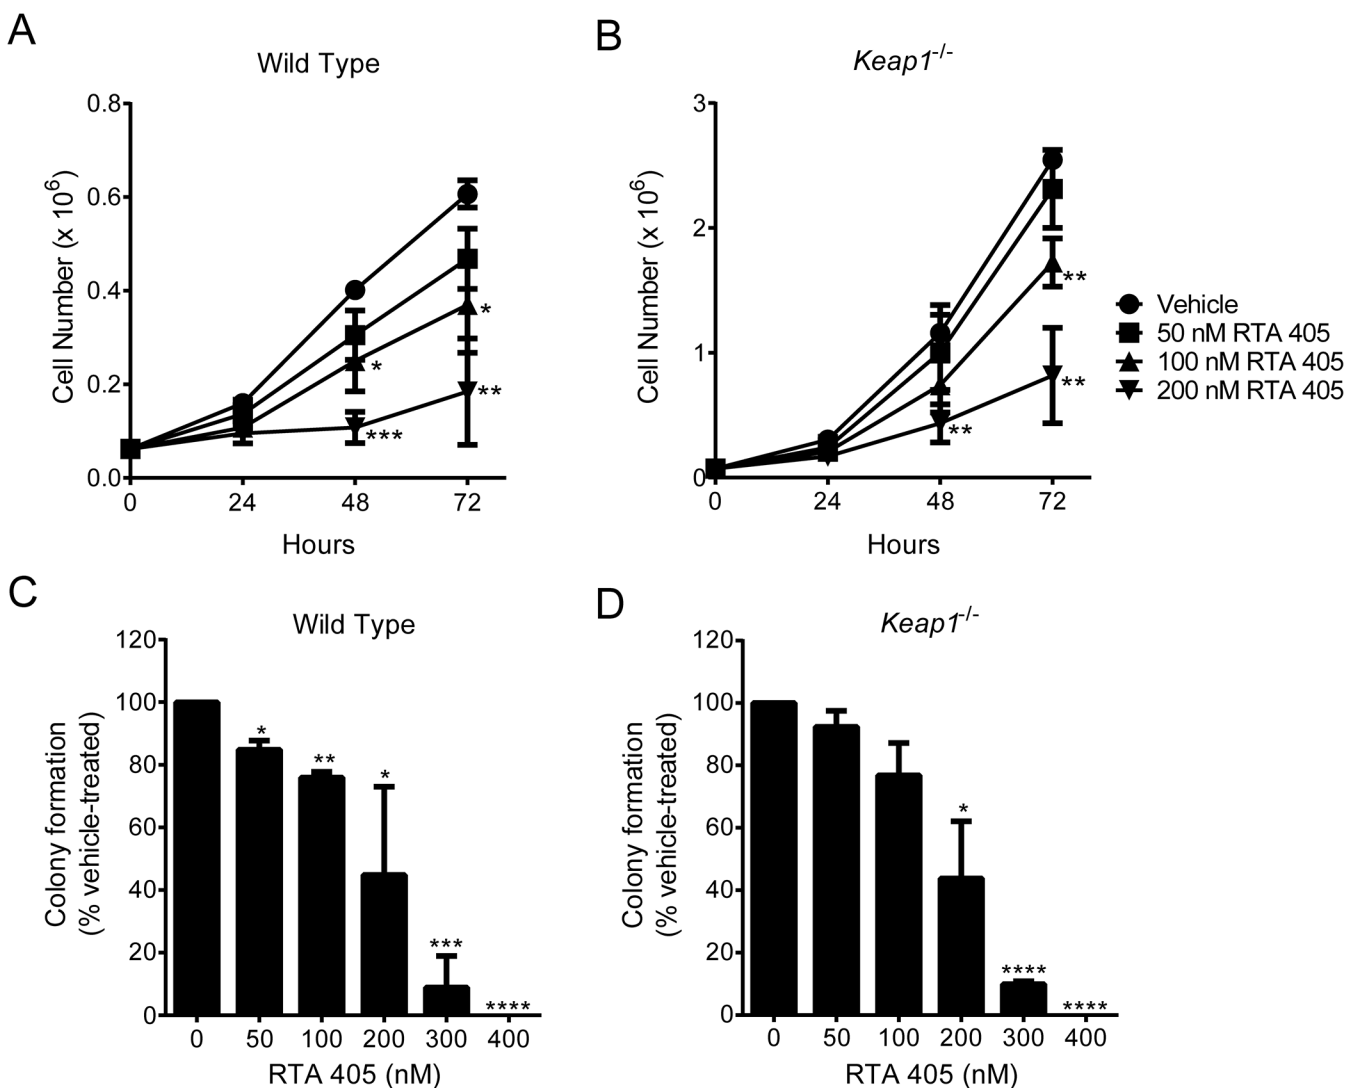 A
Wild Type
Cell Number (x 10⁶)
0.8
0.6
0.4
0.2
0.0
*
***
*
**
0 24 48 72
Hours
B
Keap1⁻/⁻
Cell Number (x 10⁶)
3
2
1
0
**
**
**
0 24 48 72
Hours
Vehicle
50 nM RTA 405
100 nM RTA 405
200 nM RTA 405
C
Wild Type
Colony formation
(% vehicle-treated)
120
100
80
60
40
20
0
* ** * *** ****
0 50 100 200 300 400
RTA 405 (nM)
D
Keap1⁻/⁻
Colony formation
(% vehicle-treated)
120
100
80
60
40
20
0
* **** ****
0 50 100 200 300 400
RTA 405 (nM)